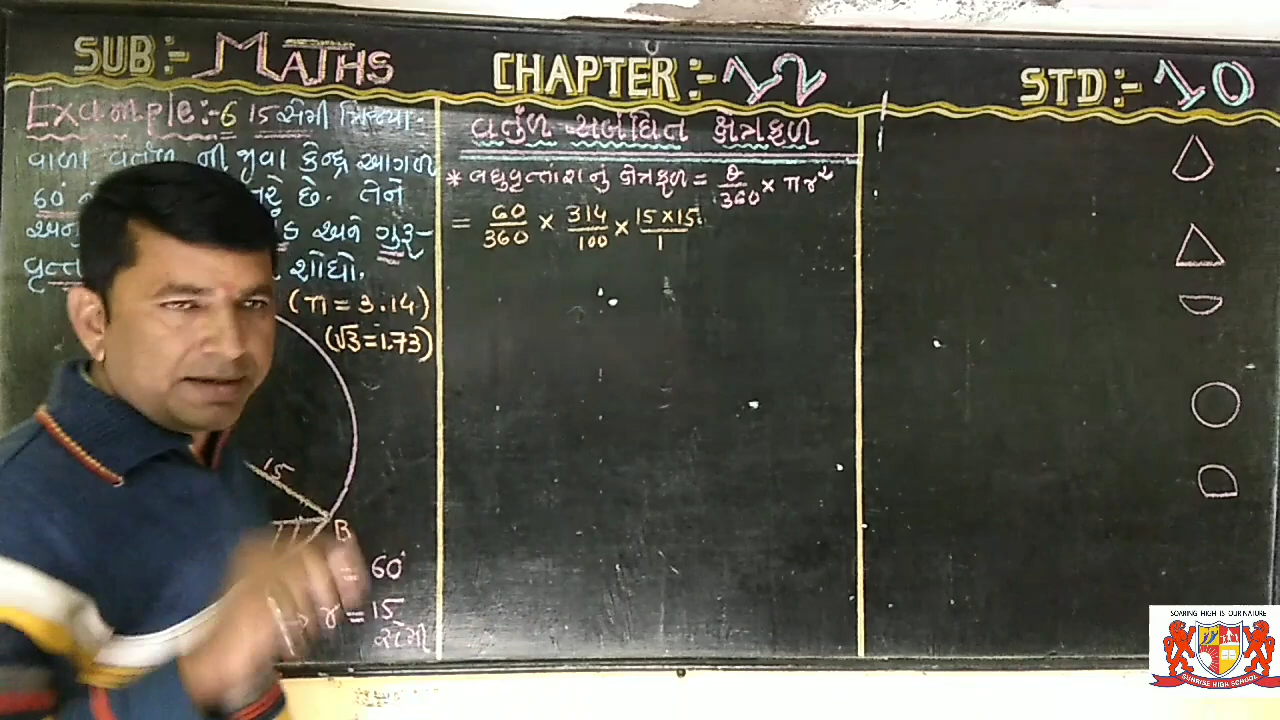 SUB:- MATHS
CHAPTER:- 12
STD:- 10
Example:-6 15 સેમી ત્રિજ્યા-
વાળા વર્તુળ ની જીવા કેન્દ્ર આગળ
60° છે. તેને
અને ગુરુ-
વૃત્ત શોધો.
(π = 3.14)
(√3=1.73)
15
B
= 60°
→ r = 15
સેમી
વર્તુળ સંબંધિત ક્ષેત્રફળ
* લઘુવૃત્તાંશનું ક્ષેત્રફળ = θ/360 × πr²
= 60/360 × 314/100 × 15×15/1
SOARING HIGH IS OUR NATURE
SUNRISE HIGH SCHOOL